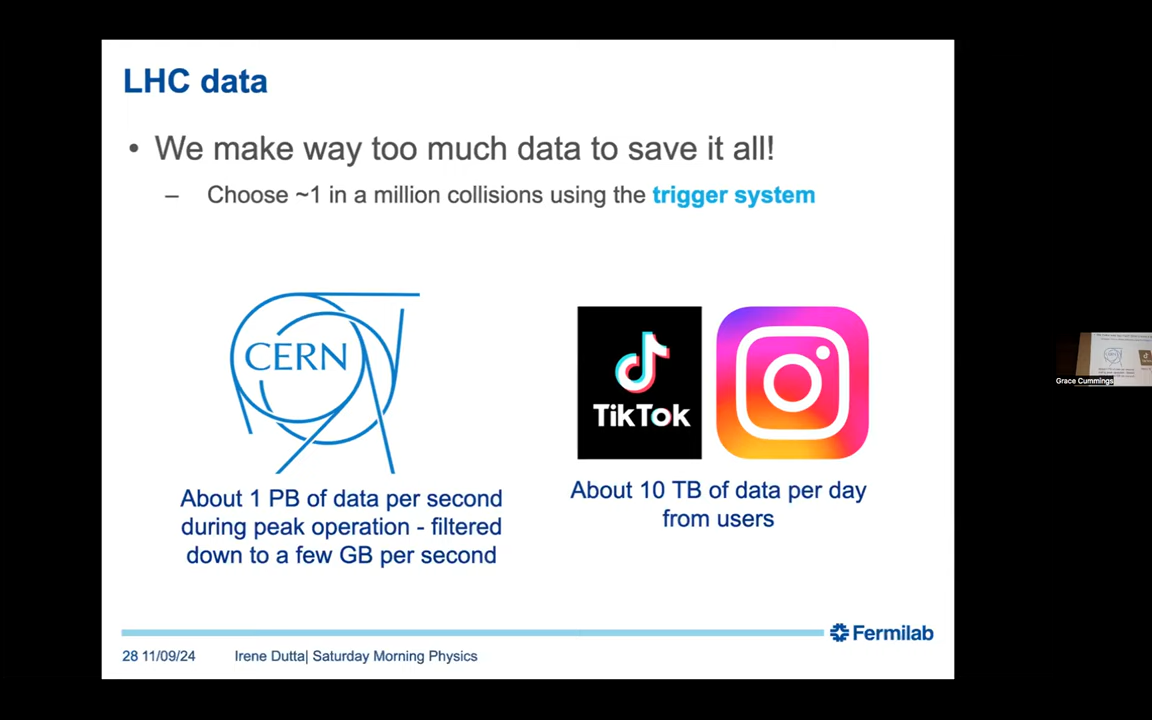 LHC data
• We make way too much data to save it all!
– Choose ~1 in a million collisions using the trigger system
CERN
TikTok
About 1 PB of data per second
during peak operation - filtered
down to a few GB per second
About 10 TB of data per day
from users
Fermilab
28 11/09/24 Irene Dutta| Saturday Morning Physics
Grace Cummings